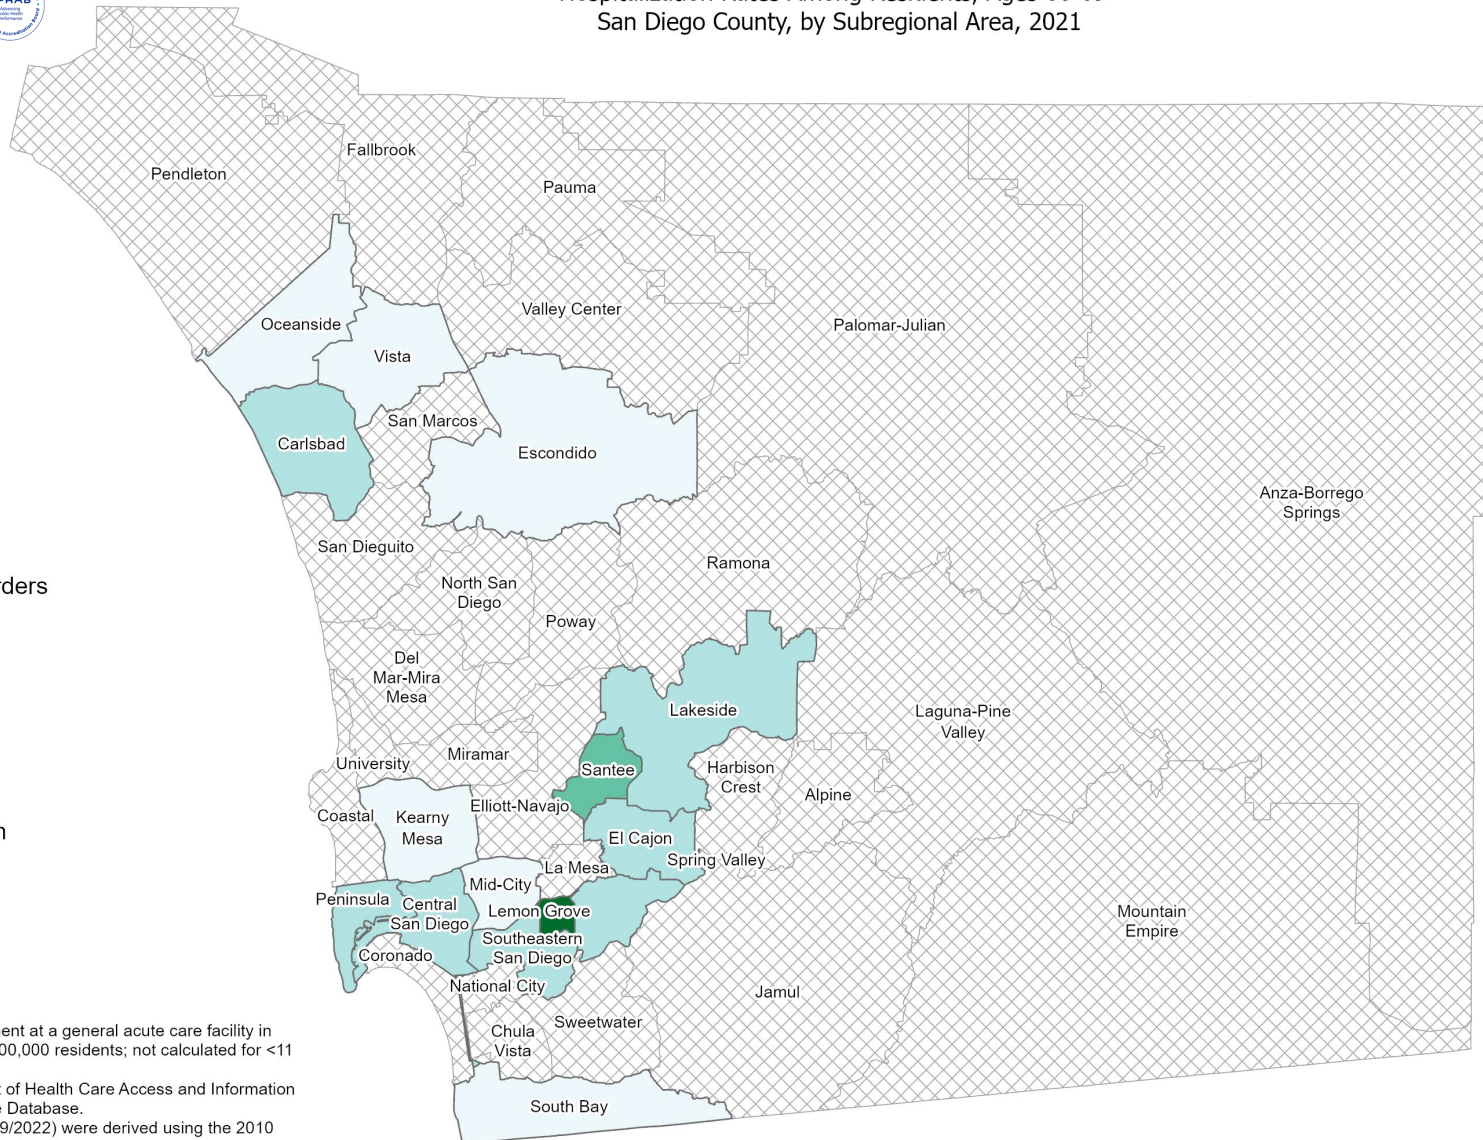 San Diego County, by Subregional Area, 2021
Pendleton
Fallbrook
Pauma
Valley Center
Palomar-Julian
Oceanside
Vista
San Marcos
Carlsbad
Escondido
Anza-Borrego
Springs
San Dieguito
North San
Diego
Ramona
Poway
Del
Mar-Mira
Mesa
Lakeside
Laguna-Pine
Valley
Miramar
University
Santee
Harbison
Crest
Alpine
Elliott-Navajo
Coastal
Kearny
Mesa
El Cajon
Spring Valley
La Mesa
Mid-City
Peninsula
Central
San Diego
Lemon Grove
Mountain
Empire
Southeastern
San Diego
Coronado
National City
Jamul
Sweetwater
Chula
Vista
South Bay
rders
n
ent at a general acute care facility in
00,000 residents; not calculated for <11
t of Health Care Access and Information
e Database.
9/2022) were derived using the 2010